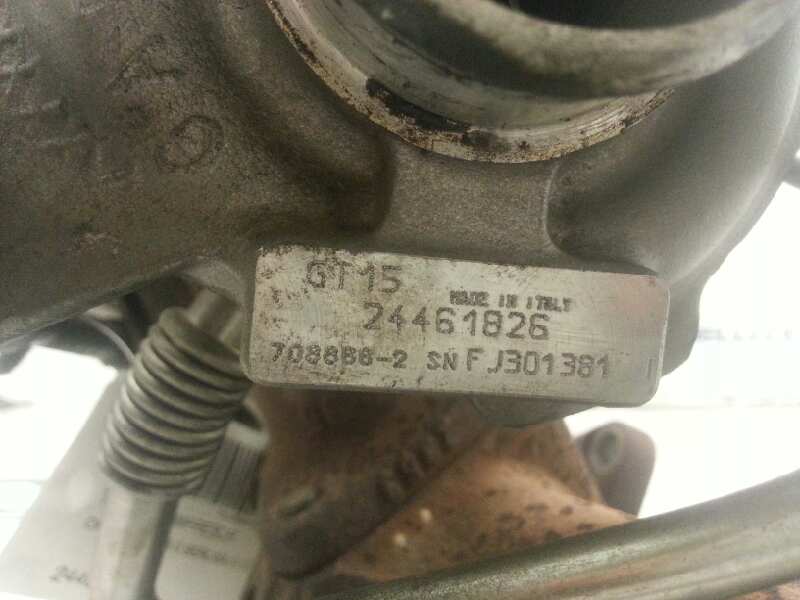 GT15
MADE IN ITALY
24461826
708866-2 SN FJ301381